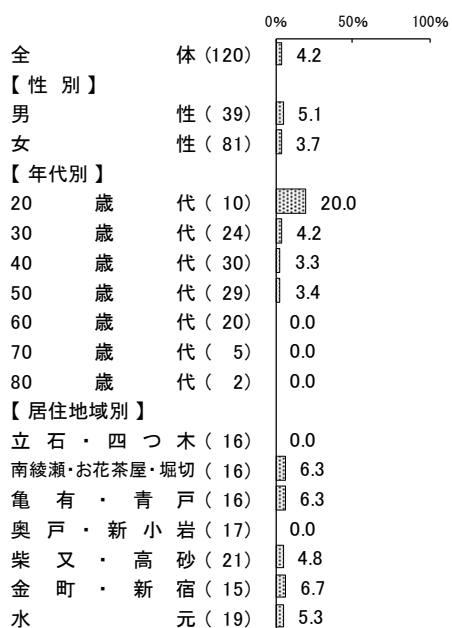 0% 50% 100%
全 体 (120) 4.2
【 性 別 】
男 性 ( 39) 5.1
女 性 ( 81) 3.7
【 年代別 】
20 歳 代 ( 10) 20.0
30 歳 代 ( 24) 4.2
40 歳 代 ( 30) 3.3
50 歳 代 ( 29) 3.4
60 歳 代 ( 20) 0.0
70 歳 代 ( 5) 0.0
80 歳 代 ( 2) 0.0
【 居住地域別 】
立 石 ・ 四 つ 木 ( 16) 0.0
南綾瀬・お花茶屋・堀切 ( 16) 6.3
亀 有 ・ 青 戸 ( 16) 6.3
奥 戸 ・ 新 小 岩 ( 17) 0.0
柴 又 ・ 高 砂 ( 21) 4.8
金 町 ・ 新 宿 ( 15) 6.7
水 元 ( 19) 5.3